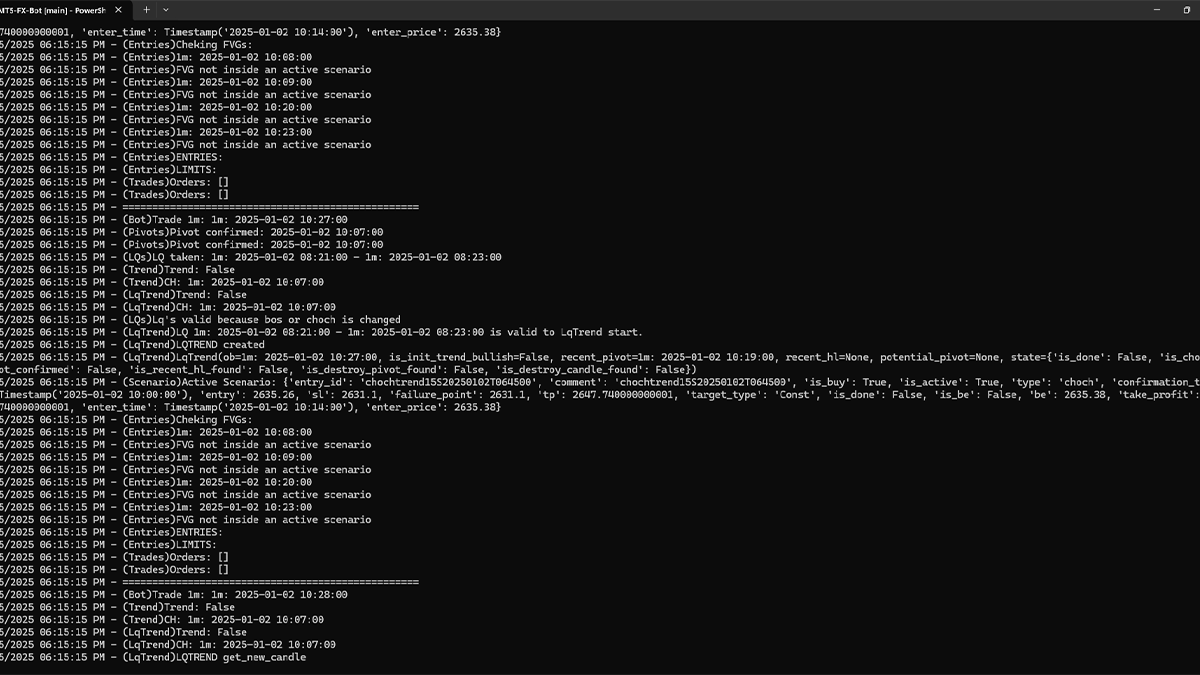 MT5-FX-Bot [main] - PowerSh
740000000001, 'enter_time': Timestamp('2025-01-02 10:14:00'), 'enter_price': 2635.38}
5/2025 06:15:15 PM - (Entries)Cheking FVGs:
5/2025 06:15:15 PM - (Entries)1m: 2025-01-02 10:08:00
5/2025 06:15:15 PM - (Entries)FVG not inside an active scenario
5/2025 06:15:15 PM - (Entries)1m: 2025-01-02 10:09:00
5/2025 06:15:15 PM - (Entries)FVG not inside an active scenario
5/2025 06:15:15 PM - (Entries)1m: 2025-01-02 10:20:00
5/2025 06:15:15 PM - (Entries)FVG not inside an active scenario
5/2025 06:15:15 PM - (Entries)1m: 2025-01-02 10:23:00
5/2025 06:15:15 PM - (Entries)FVG not inside an active scenario
5/2025 06:15:15 PM - (Entries)ENTRIES:
5/2025 06:15:15 PM - (Entries)LIMITS:
5/2025 06:15:15 PM - (Trades)Orders: []
5/2025 06:15:15 PM - (Trades)Orders: []
5/2025 06:15:15 PM - ==================================================
5/2025 06:15:15 PM - (Bot)Trade 1m: 1m: 2025-01-02 10:27:00
5/2025 06:15:15 PM - (Pivots)Pivot confirmed: 2025-01-02 10:07:00
5/2025 06:15:15 PM - (Pivots)Pivot confirmed: 2025-01-02 10:07:00
5/2025 06:15:15 PM - (LQs)LQ taken: 1m: 2025-01-02 08:21:00 - 1m: 2025-01-02 08:23:00
5/2025 06:15:15 PM - (Trend)Trend: False
5/2025 06:15:15 PM - (Trend)CH: 1m: 2025-01-02 10:07:00
5/2025 06:15:15 PM - (LqTrend)Trend: False
5/2025 06:15:15 PM - (LqTrend)CH: 1m: 2025-01-02 10:07:00
5/2025 06:15:15 PM - (LQs)Lq's valid because bos or choch is changed
5/2025 06:15:15 PM - (LqTrend)LQ 1m: 2025-01-02 08:21:00 - 1m: 2025-01-02 08:23:00 is valid to LqTrend start.
5/2025 06:15:15 PM - (LqTrend)LQTREND created
5/2025 06:15:15 PM - (LqTrend)LqTrend(ob=1m: 2025-01-02 10:27:00, is_init_trend_bullish=False, recent_pivot=1m: 2025-01-02 10:19:00, recent_hl=None, potential_pivot=None, state={'is_done': False, 'is_cho
ot_confirmed': False, 'is_recent_hl_found': False, 'is_destroy_pivot_found': False, 'is_destroy_candle_found': False})
5/2025 06:15:15 PM - (Scenario)Active Scenario: {'entry_id': 'chochtrend15S20250102T064500', 'comment': 'chochtrend15S20250102T064500', 'is_buy': True, 'is_active': True, 'type': 'choch', 'confirmation_t
Timestamp('2025-01-02 10:00:00'), 'entry': 2635.26, 'sl': 2631.1, 'failure_point': 2631.1, 'tp': 2647.740000000001, 'target_type': 'Const', 'is_done': False, 'is_be': False, 'be': 2635.38, 'take_profit':
740000000001, 'enter_time': Timestamp('2025-01-02 10:14:00'), 'enter_price': 2635.38}
5/2025 06:15:15 PM - (Entries)Cheking FVGs:
5/2025 06:15:15 PM - (Entries)1m: 2025-01-02 10:08:00
5/2025 06:15:15 PM - (Entries)FVG not inside an active scenario
5/2025 06:15:15 PM - (Entries)1m: 2025-01-02 10:09:00
5/2025 06:15:15 PM - (Entries)FVG not inside an active scenario
5/2025 06:15:15 PM - (Entries)1m: 2025-01-02 10:20:00
5/2025 06:15:15 PM - (Entries)FVG not inside an active scenario
5/2025 06:15:15 PM - (Entries)1m: 2025-01-02 10:23:00
5/2025 06:15:15 PM - (Entries)FVG not inside an active scenario
5/2025 06:15:15 PM - (Entries)ENTRIES:
5/2025 06:15:15 PM - (Entries)LIMITS:
5/2025 06:15:15 PM - (Trades)Orders: []
5/2025 06:15:15 PM - (Trades)Orders: []
5/2025 06:15:15 PM - ==================================================
5/2025 06:15:15 PM - (Bot)Trade 1m: 1m: 2025-01-02 10:28:00
5/2025 06:15:15 PM - (Trend)Trend: False
5/2025 06:15:15 PM - (Trend)CH: 1m: 2025-01-02 10:07:00
5/2025 06:15:15 PM - (LqTrend)Trend: False
5/2025 06:15:15 PM - (LqTrend)CH: 1m: 2025-01-02 10:07:00
5/2025 06:15:15 PM - (LqTrend)LQTREND get_new_candle